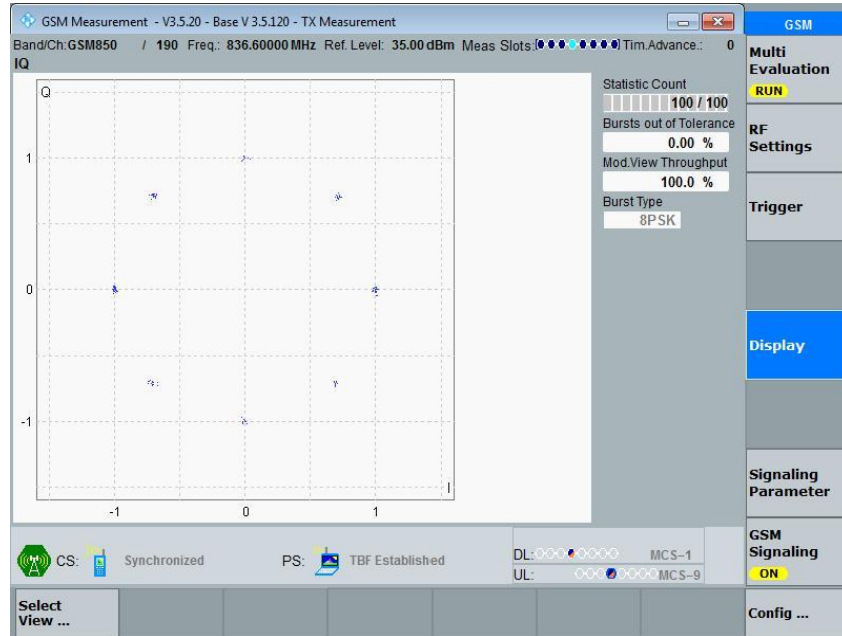 GSM Measurement - V3.5.20 - Base V 3.5.120 - TX Measurement
GSM
Band/Ch: GSM850 / 190 Freq.: 836.60000 MHz Ref. Level: 35.00 dBm Meas Slots: Tim.Advance.: 0
IQ
Multi
Evaluation
RUN
Q
Statistic Count
100 / 100
Bursts out of Tolerance
0.00 %
Mod.View Throughput
100.0 %
Burst Type
8PSK
RF
Settings
Trigger
1
0
-1
I
-1 0 1
Display
Signaling
Parameter
CS: Synchronized PS: TBF Established
DL: MCS-1
UL: MCS-9
GSM
Signaling
ON
Select
View ...
Config ...